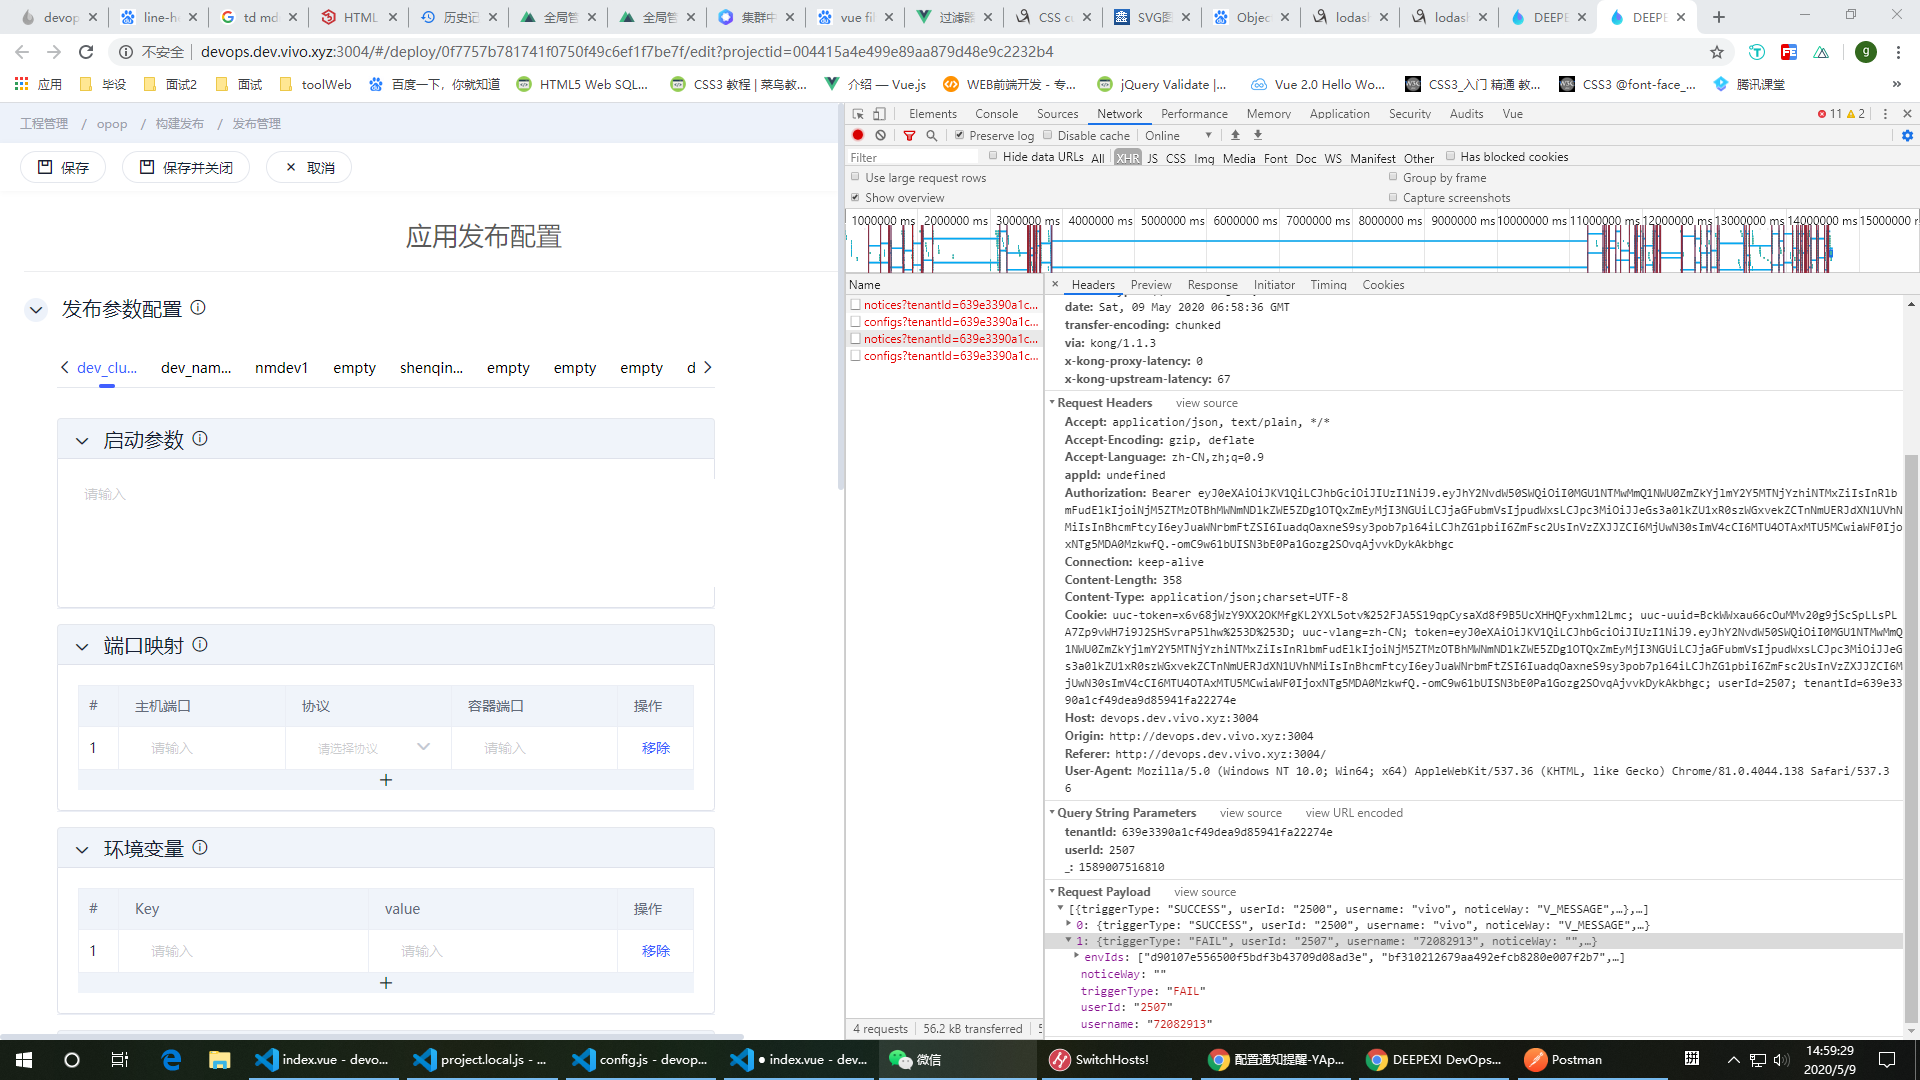 devop
line-h
td md
HTML
历史记
全局管
全局管
集群中
vue fil
过滤器
CSS cu
SVG图
Objec
lodash
lodash
DEEPE
DEEPE
不安全 devops.dev.vivo.xyz:3004/#/deploy/0f7757b781741f0750f49c6ef1f7be7f/edit?projectid=004415a4e499e89aa879d48e9c2232b4
应用 毕设 面试2 面试 toolWeb 百度一下，你就知道 HTML5 Web SQL... CSS3 教程 | 菜鸟教... 介绍 — Vue.js WEB前端开发 - 专... jQuery Validate |... Vue 2.0 Hello Wo... CSS3_入门 精通 教... CSS3 @font-face_... 腾讯课堂 »
工程管理 / opop / 构建发布 / 发布管理
保存 保存并关闭 取消
应用发布配置
发布参数配置
dev_clu... dev_nam... nmdev1 empty shenqin... empty empty empty d
启动参数
请输入
端口映射
# 主机端口 协议 容器端口 操作
1 请输入 请选择协议 请输入 移除
+
环境变量
# Key value 操作
1 请输入 请输入 移除
+
Elements Console Sources Network Performance Memory Application Security Audits Vue 11 2
Preserve log Disable cache Online
Filter Hide data URLs All XHR JS CSS Img Media Font Doc WS Manifest Other Has blocked cookies
Use large request rows Group by frame
Show overview Capture screenshots
1000000 ms 2000000 ms 3000000 ms 4000000 ms 5000000 ms 6000000 ms 7000000 ms 8000000 ms 9000000 ms 10000000 ms 11000000 ms 12000000 ms 13000000 ms 14000000 ms 15000000
Name
notices?tenantId=639e3390a1c...
configs?tenantId=639e3390a1c...
notices?tenantId=639e3390a1c...
configs?tenantId=639e3390a1c...
Headers Preview Response Initiator Timing Cookies
date: Sat, 09 May 2020 06:58:36 GMT
transfer-encoding: chunked
via: kong/1.1.3
x-kong-proxy-latency: 0
x-kong-upstream-latency: 67
Request Headers view source
Accept: application/json, text/plain, */*
Accept-Encoding: gzip, deflate
Accept-Language: zh-CN,zh;q=0.9
appId: undefined
Authorization: Bearer
Connection: keep-alive
Content-Length: 358
Content-Type: application/json;charset=UTF-8
Cookie:
userId=2507; tenantId=639e33
90a1cf49dea9d85941fa22274e
Host: devops.dev.vivo.xyz:3004
Origin: http://devops.dev.vivo.xyz:3004
Referer: http://devops.dev.vivo.xyz:3004/
User-Agent: Mozilla/5.0 (Windows NT 10.0; Win64; x64) AppleWebKit/537.36 (KHTML, like Gecko) Chrome/81.0.4044.138 Safari/537.3
6
Query String Parameters view source view URL encoded
tenantId: 639e3390a1cf49dea9d85941fa22274e
userId: 2507
_: 1589007516810
Request Payload view source
[{triggerType: "SUCCESS", userId: "2500", username: "vivo", noticeWay: "V_MESSAGE",…},…]
0: {triggerType: "SUCCESS", userId: "2500", username: "vivo", noticeWay: "V_MESSAGE",…}
1: {triggerType: "FAIL", userId: "2507", username: "72082913", noticeWay: "",…}
envIds: ["d90107e556500f5bdf3b43709d08ad3e", "bf310212679aa492efcb8280e007f2b7",…]
noticeWay: ""
triggerType: "FAIL"
userId: "2507"
username: "72082913"
4 requests 56.2 kB transferred 5
index.vue - devo... project.local.js - ... config.js - devop... ● index.vue - dev... 微信 SwitchHosts! 配置通知提醒-YAp... DEEPEXI DevOps... Postman
14:59:29
2020/5/9